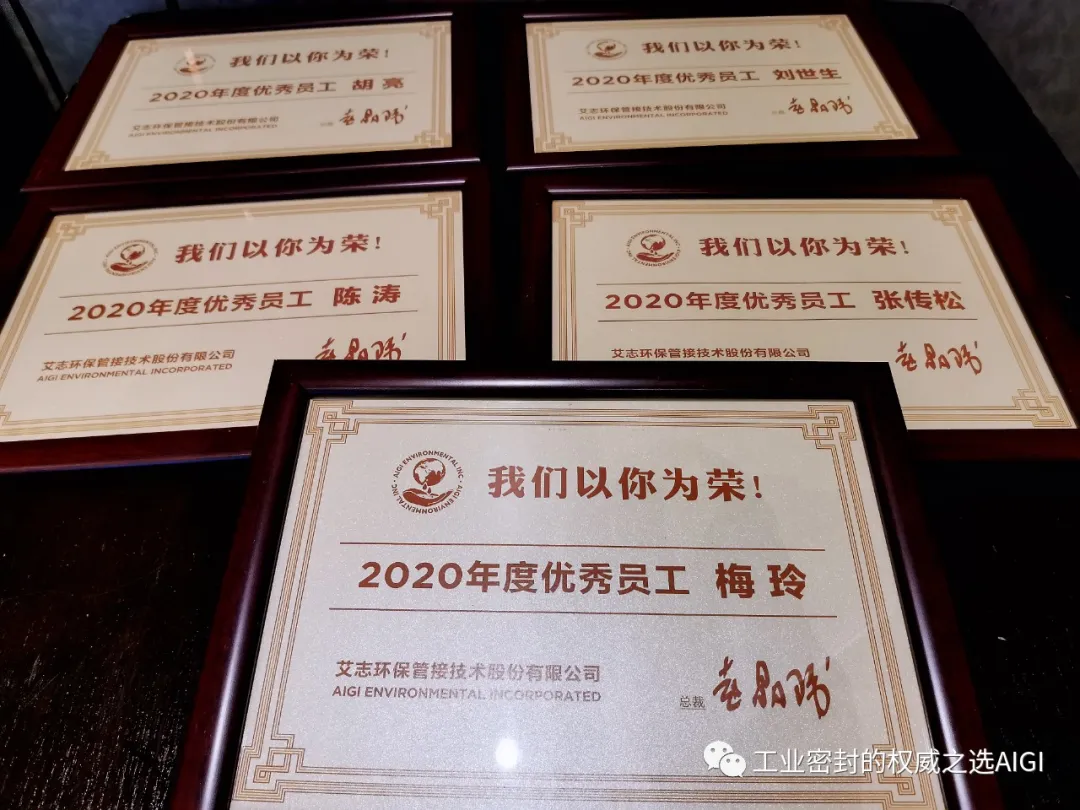 我们以你为荣!
2020年度优秀员工 胡亮
艾志环保管接技术股份有限公司
AIGI ENVIRONMENTAL INCORPORATED
我们以你为荣!
2020年度优秀员工 刘世生
艾志环保管接技术股份有限公司
AIGI ENVIRONMENTAL INCORPORATED
我们以你为荣!
2020年度优秀员工 陈涛
艾志环保管接技术股份有限公司
AIGI ENVIRONMENTAL INCORPORATED
我们以你为荣!
2020年度优秀员工 张传松
艾志环保管接技术股份有限公司
AIGI ENVIRONMENTAL INC · AIGI ENVIRONMENTAL INC ·
我们以你为荣!
2020年度优秀员工 梅玲
艾志环保管接技术股份有限公司
AIGI ENVIRONMENTAL INCORPORATED
总裁
工业密封的权威之选AIGI